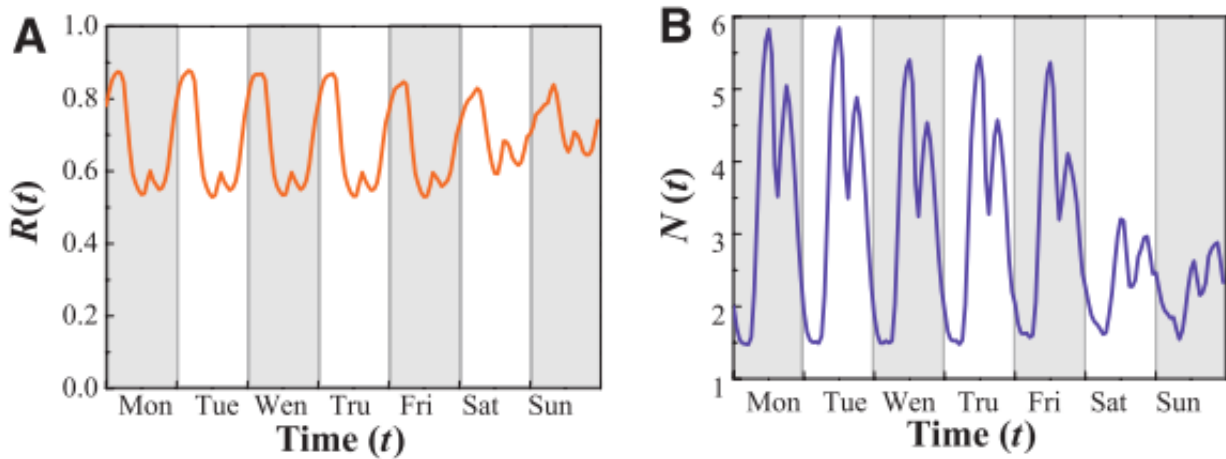 A
1.0
0.8
0.6
0.4
0.2
0.0
R(t)
Mon Tue Wen Tru Fri Sat Sun
Time (t)
B
6
5
4
3
2
1
N (t)
Mon Tue Wen Tru Fri Sat Sun
Time (t)